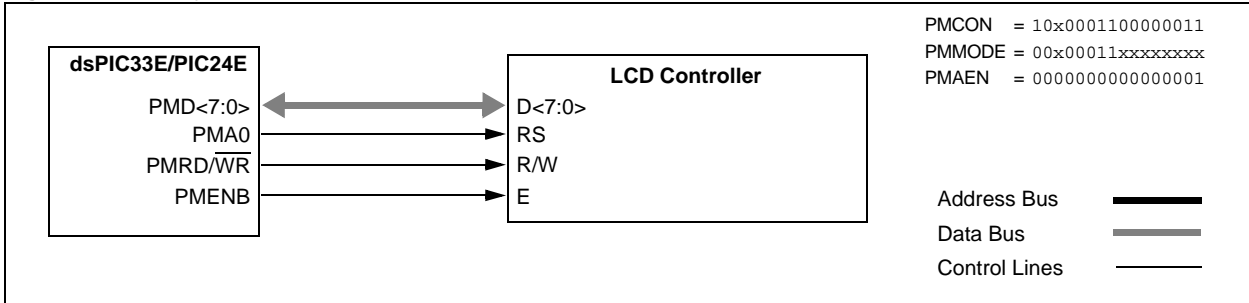 PMCON = 10x0001100000011
PMMODE = 00x00011xxxxxxxx
PMAEN = 0000000000000001
dsPIC33E/PIC24E
LCD Controller
PMD<7:0>
D<7:0>
PMA0
RS
PMRD/WR
R/W
PMENB
E
Address Bus
Data Bus
Control Lines